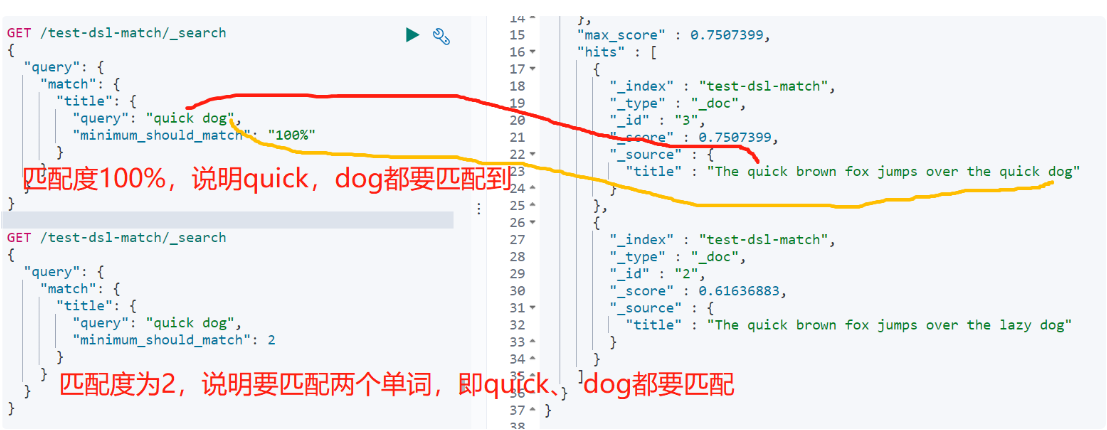 GET /test-dsl-match/_search
{
"query": {
"match": {
"title": {
"query": "quick dog",
"minimum_should_match": "100%"
}
}
匹配度100%，说明quick，dog都要匹配到
}
}
GET /test-dsl-match/_search
{
"query": {
"match": {
"title": {
"query": "quick dog",
"minimum_should_match": 2
}
}
匹配度为2，说明要匹配两个单词，即quick、 dog都要匹配
}
}
14 },
15 "max_score" : 0.7507399,
16 "hits" : [
17 {
18 "_index" : "test-dsl-match",
19 "_type" : "_doc",
20 "_id" : "3",
21 "_score" : 0.7507399,
22 "_source" : {
23 "title" : "The quick brown fox jumps over the quick dog"
24 }
25 },
26 {
27 "_index" : "test-dsl-match",
28 "_type" : "_doc",
29 "_id" : "2",
30 "_score" : 0.61636883,
31 "_source" : {
32 "title" : "The quick brown fox jumps over the lazy dog"
33 }
34 }
35 ]
36 }
37 }
38